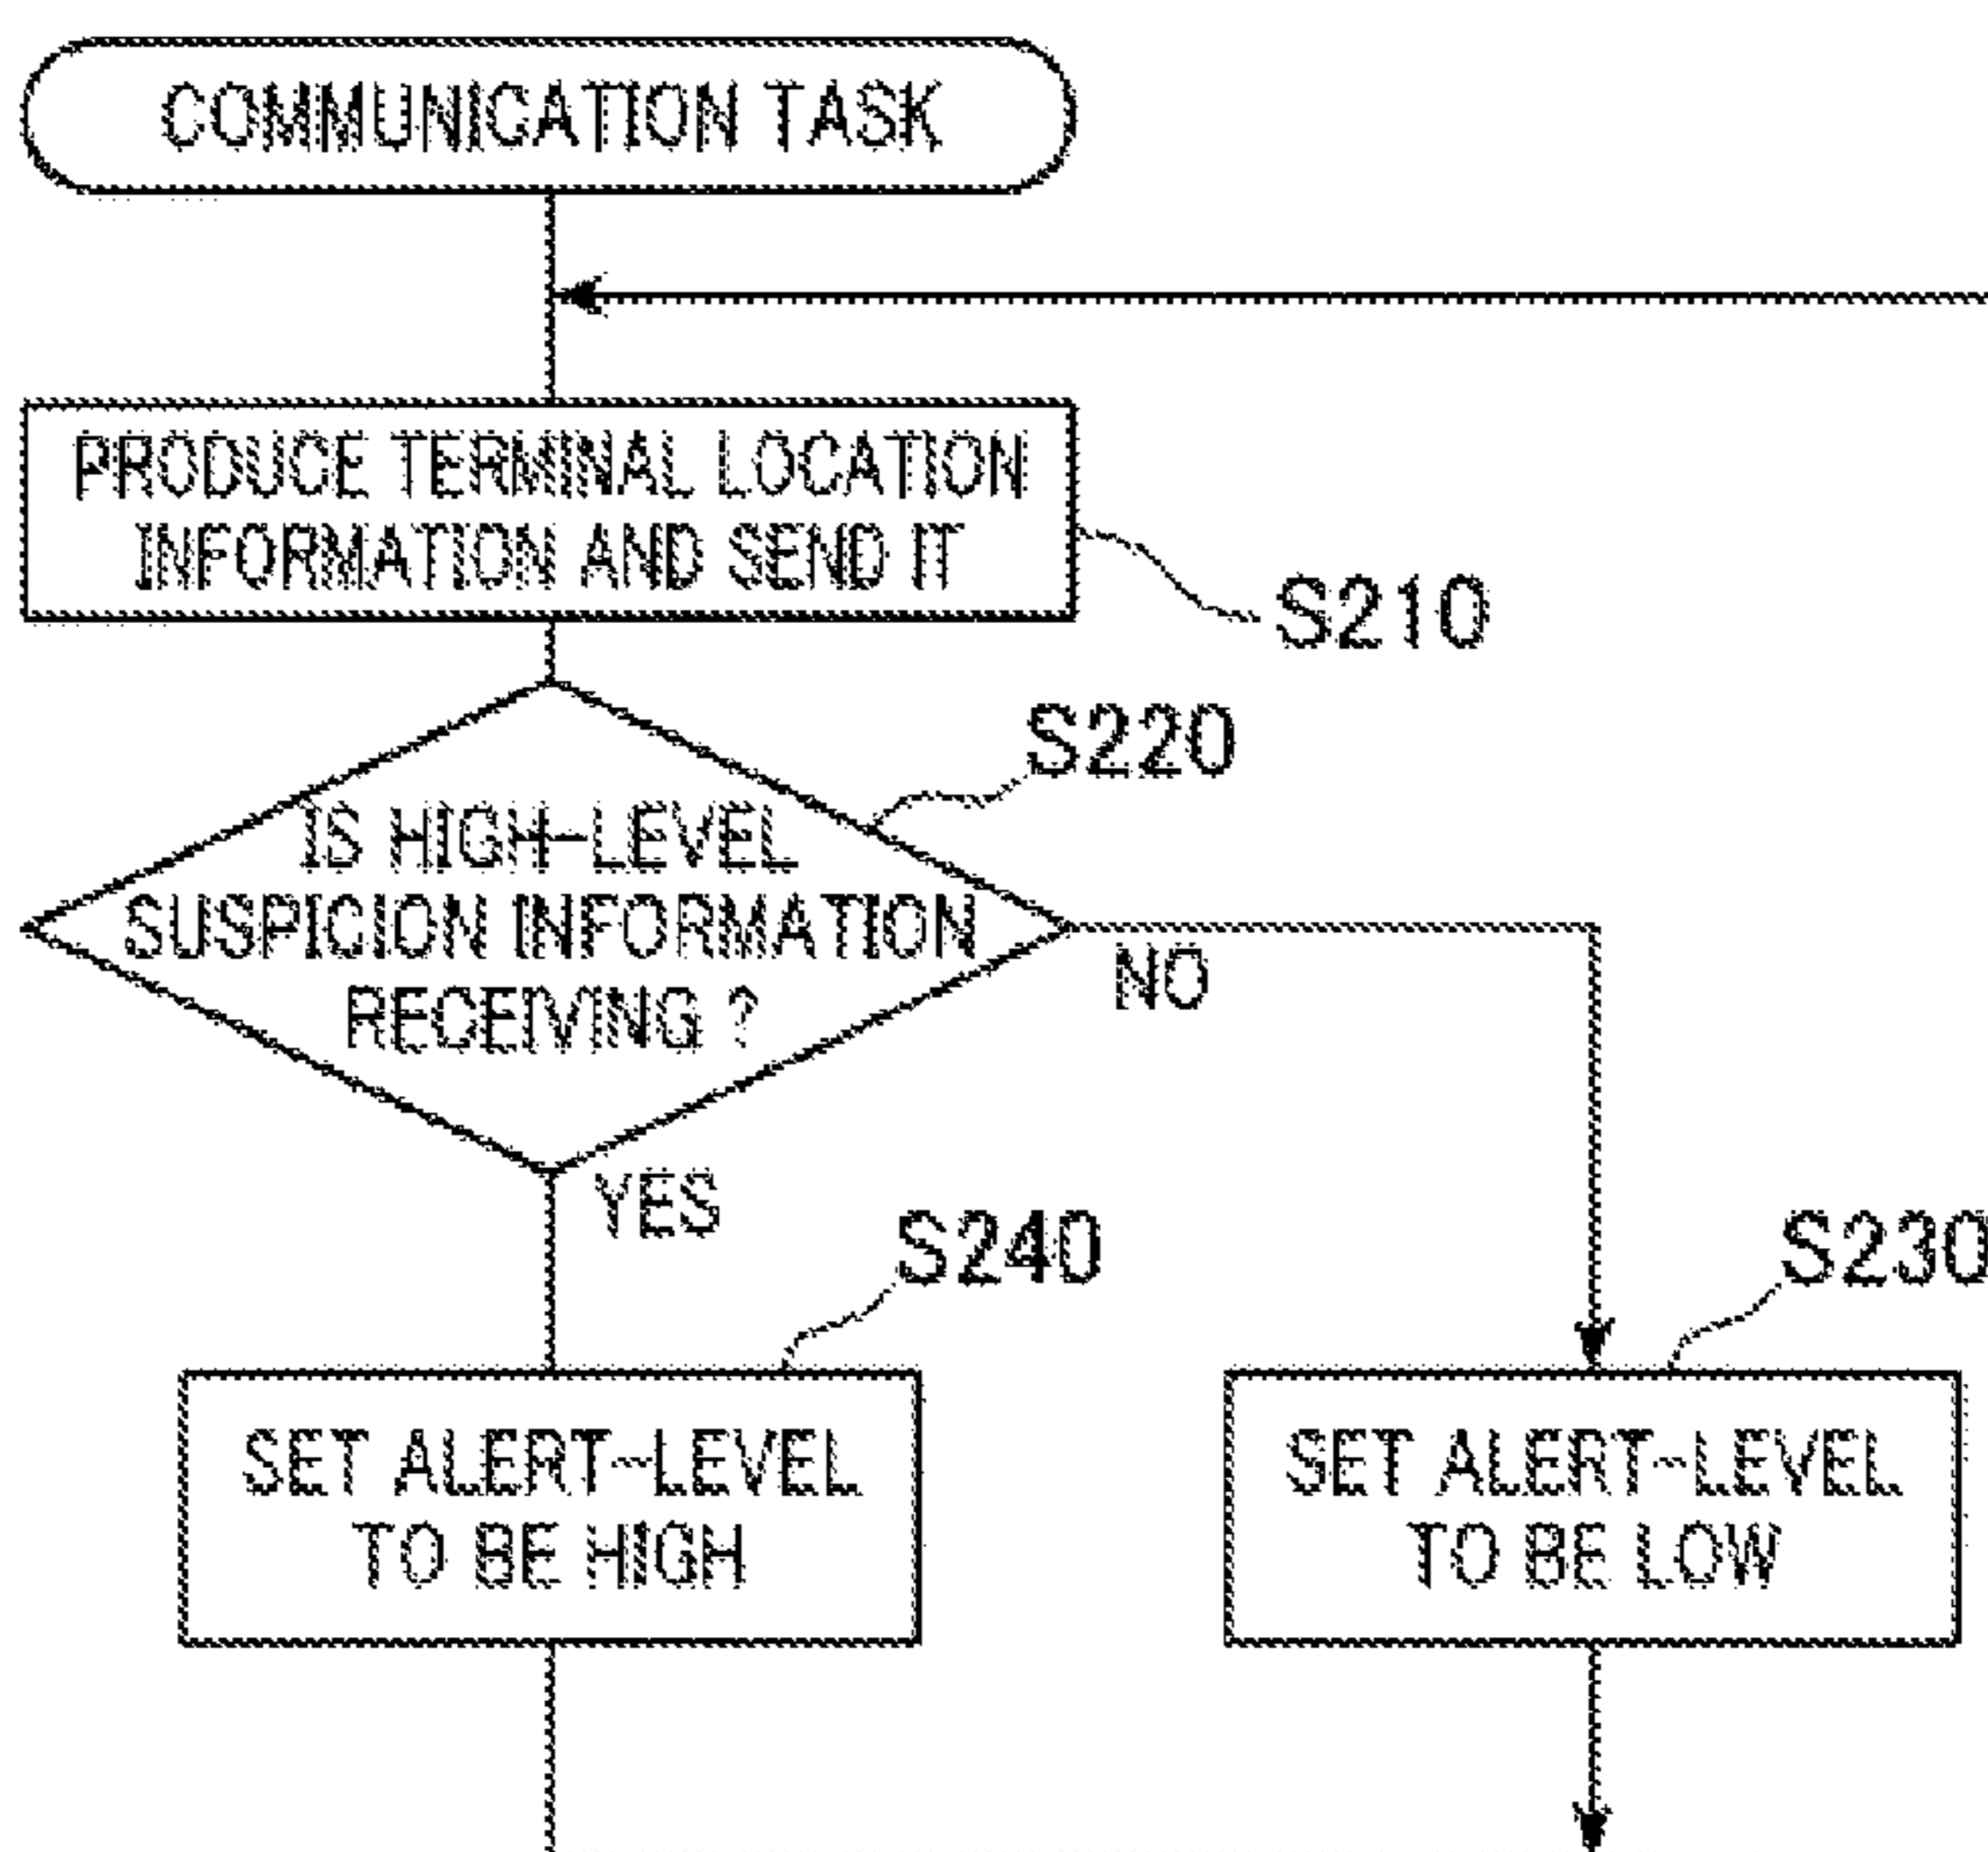 COMMUNICATION TASK
PRODUCE TERMINAL LOCATION
INFORMATION AND SEND IT
S210
S220
IS HIGH-LEVEL
SUSPICION INFORMATION
RECEIVING ?
NO
YES
S240
S230
SET ALERT-LEVEL
TO BE HIGH
SET ALERT-LEVEL
TO BE LOW